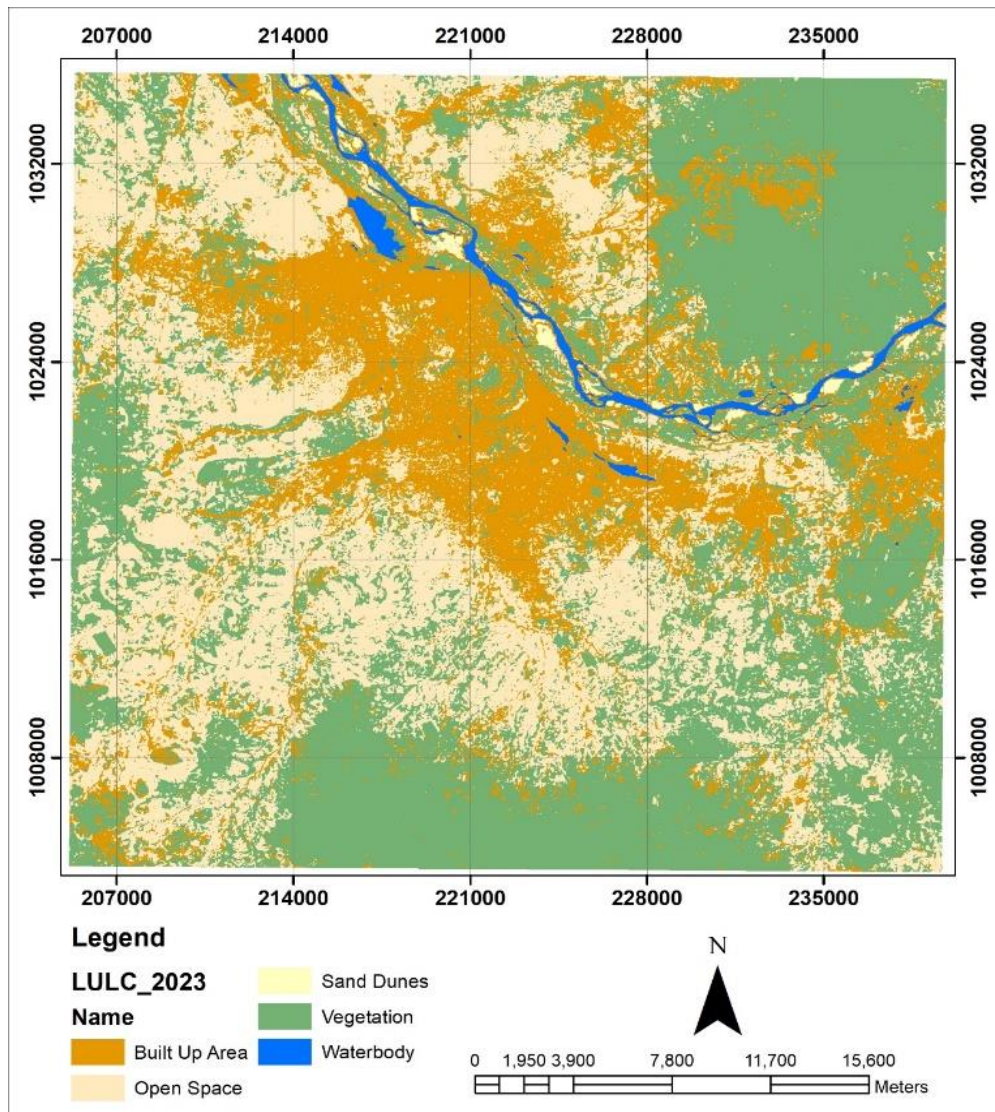 207000 214000 221000 228000 235000
1032000 1032000
1024000 1024000
1016000 1016000
1008000 1008000
207000 214000 221000 228000 235000
Legend
LULC_2023
Name
Built Up Area
Open Space
Sand Dunes
Vegetation
Waterbody
N
0 1,950 3,900 7,800 11,700 15,600
Meters